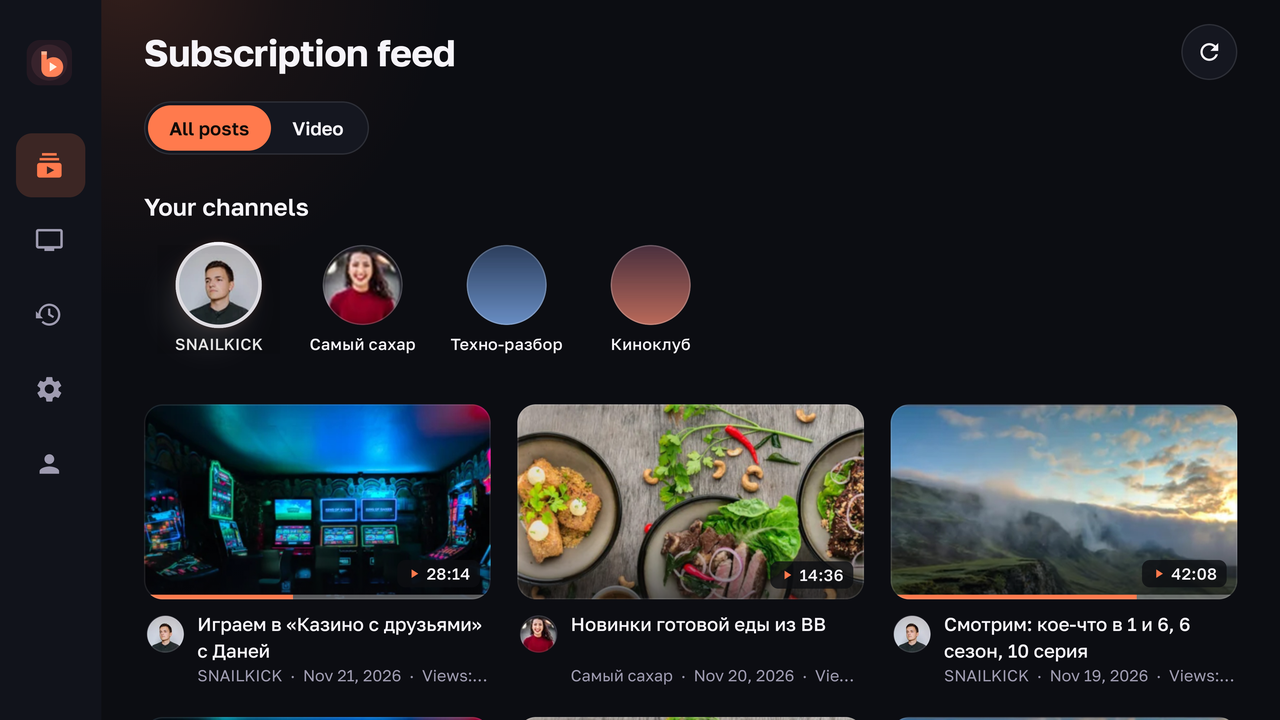 Subscription feed
All posts
Video
Your channels
SNAILKICK
Самый сахар
Техно-разбор
Киноклуб
28:14
14:36
42:08
Играем в «Казино с друзьями»
с Даней
SNAILKICK · Nov 21, 2026 · Views:...
Новинки готовой еды из ВВ
Самый сахар · Nov 20, 2026 · Vie...
Смотрим: кое-что в 1 и 6, 6
сезон, 10 серия
SNAILKICK · Nov 19, 2026 · Views:...